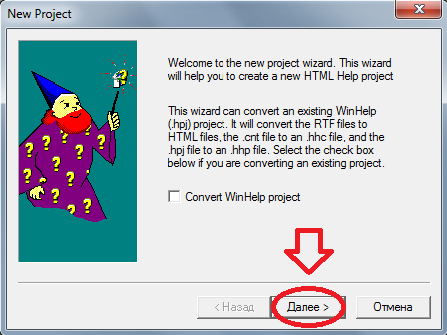 New Project
Welcome to the new project wizard. This wizard
will help you to create a new HTML Help project
This wizard can convert an existing WinHelp
(.hpj) project. It will convert the RTF files to
HTML files, the .cnt file to an .hhc file, and the
.hpj file to an .hhp file. Select the check box
below if you are converting an existing project.
Convert WinHelp project
< Назад
Далее >
Отмена